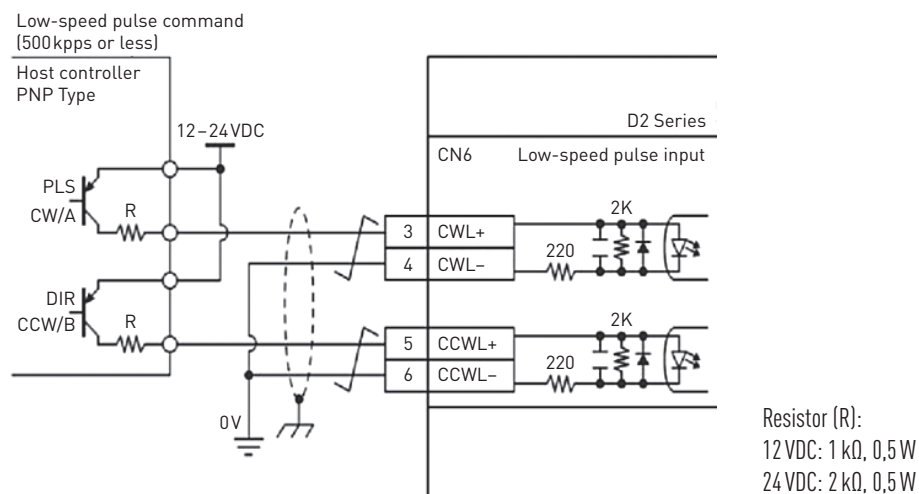 Low-speed pulse command
(500 kpps or less)
Host controller
PNP Type
12–24 VDC
PLS
CW/A
R
DIR
CCW/B
R
0V
D2 Series
CN6 Low-speed pulse input
3 CWL+
4 CWL–
220
2K
5 CCWL+
6 CCWL–
220
2K
Resistor (R):
12 VDC: 1 kΩ, 0,5 W
24 VDC: 2 kΩ, 0,5 W